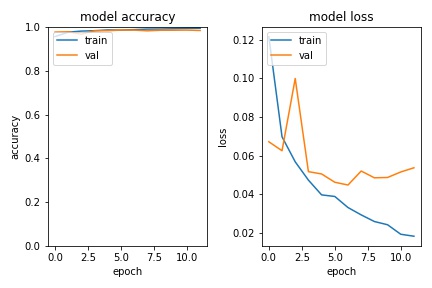 model accuracy
1.0
0.8
0.6
0.4
0.2
0.0
accuracy
train
val
0.0 2.5 5.0 7.5 10.0
epoch
model loss
0.12
0.10
0.08
0.06
0.04
0.02
loss
train
val
0.0 2.5 5.0 7.5 10.0
epoch